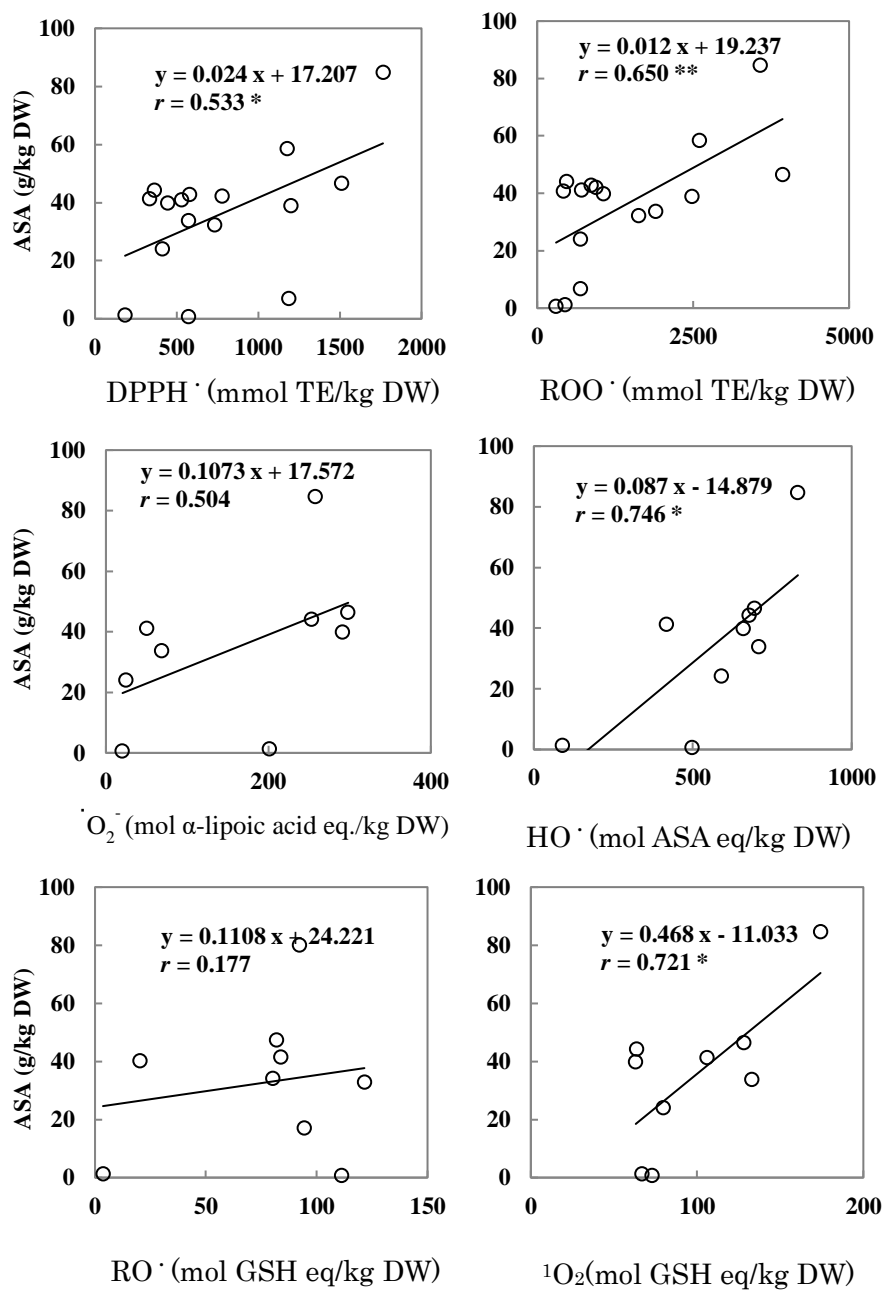 100
80
60
40
20
0
ASA (g/kg DW)
y = 0.024 x + 17.207
r = 0.533 *
0 500 1000 1500 2000
DPPH· (mmol TE/kg DW)
100
80
60
40
20
0
y = 0.012 x + 19.237
r = 0.650 **
0 2500 5000
ROO· (mmol TE/kg DW)
100
80
60
40
20
0
ASA (g/kg DW)
y = 0.1073 x + 17.572
r = 0.504
0 200 400
·O₂⁻ (mol α-lipoic acid eq./kg DW)
100
80
60
40
20
0
y = 0.087 x - 14.879
r = 0.746 *
0 500 1000
HO· (mol ASA eq/kg DW)
100
80
60
40
20
0
ASA (g/kg DW)
y = 0.1108 x + 24.221
r = 0.177
0 50 100 150
RO· (mol GSH eq/kg DW)
100
80
60
40
20
0
y = 0.468 x - 11.033
r = 0.721 *
0 100 200
¹O₂(mol GSH eq/kg DW)